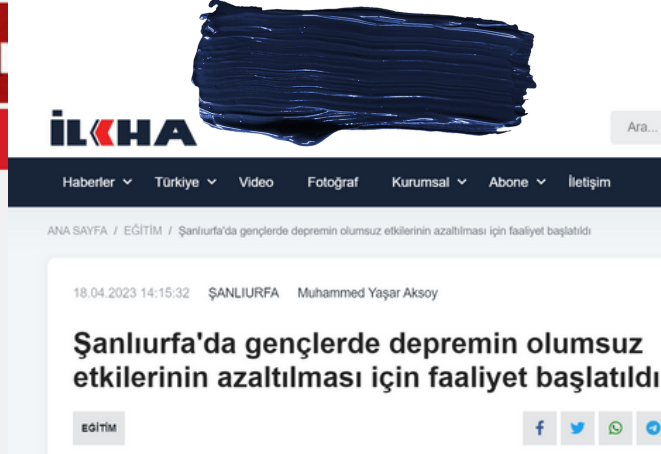 İLKHA
Ara...
Haberler Türkiye Video Fotoğraf Kurumsal Abone İletişim
ANA SAYFA / EĞİTİM / Şanlıurfa'da gençlerde depremin olumsuz etkilerinin azaltılması için faaliyet başlatıldı
18.04.2023 14:15:32 ŞANLIURFA Muhammed Yaşar Aksoy
Şanlıurfa'da gençlerde depremin olumsuz
etkilerinin azaltılması için faaliyet başlatıldı
EĞİTİM